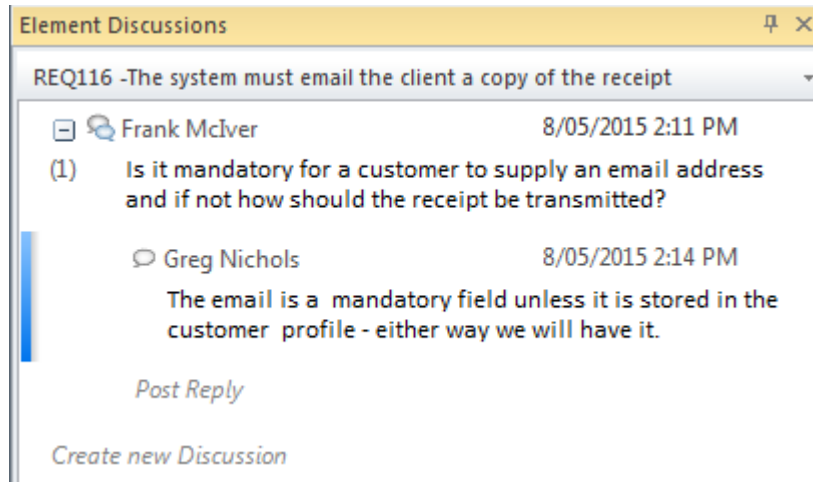 Element Discussions
REQ116 -The system must email the client a copy of the receipt
Frank McIver 8/05/2015 2:11 PM
(1) Is it mandatory for a customer to supply an email address
and if not how should the receipt be transmitted?
Greg Nichols 8/05/2015 2:14 PM
The email is a  mandatory field unless it is stored in the
customer  profile - either way we will have it.
Post Reply
Create new Discussion